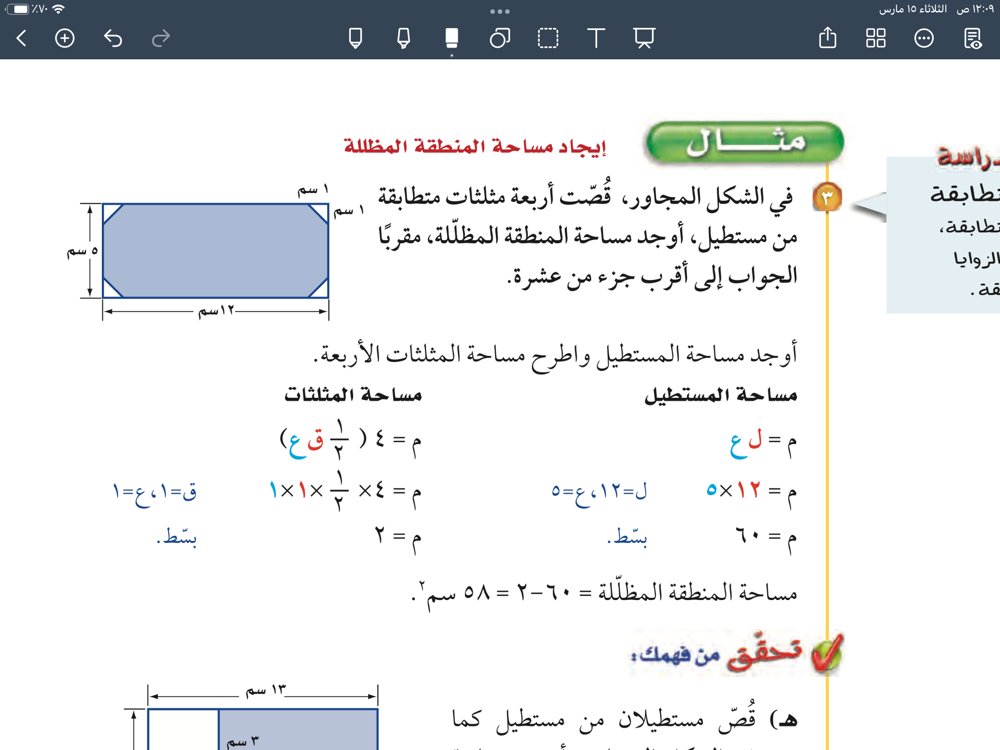 ١٢:٠٩ ص الثلاثاء ١٥ مارس
٪٧٠
مثـــال
إيجاد مساحة المنطقة المظللة
٣
في الشكل المجاور، قُصّت أربعة مثلثات متطابقة
من مستطيل، أوجد مساحة المنطقة المظلّلة، مقربًا
الجواب إلى أقرب جزء من عشرة.
١ سم
١ سم
٥ سم
١٢سم
الزوايا
أوجد مساحة المستطيل واطرح مساحة المثلثات الأربعة.
مساحة المستطيل
م = ل ع
م = ١٢×٥ ل=١٢، ع=٥
م = ٦٠ بسّط.
مساحة المثلثات
م = ٤ ( ١/٢ ق ع)
م = ٤× ١/٢ ×١×١ ق=١، ع=١
م = ٢ بسّط.
مساحة المنطقة المظلّلة = ٦٠–٢ = ٥٨ سم٢.
تحقّق من فهمك:
هـ) قُصّ مستطيلان من مستطيل كما
١٣ سم
٣ سم